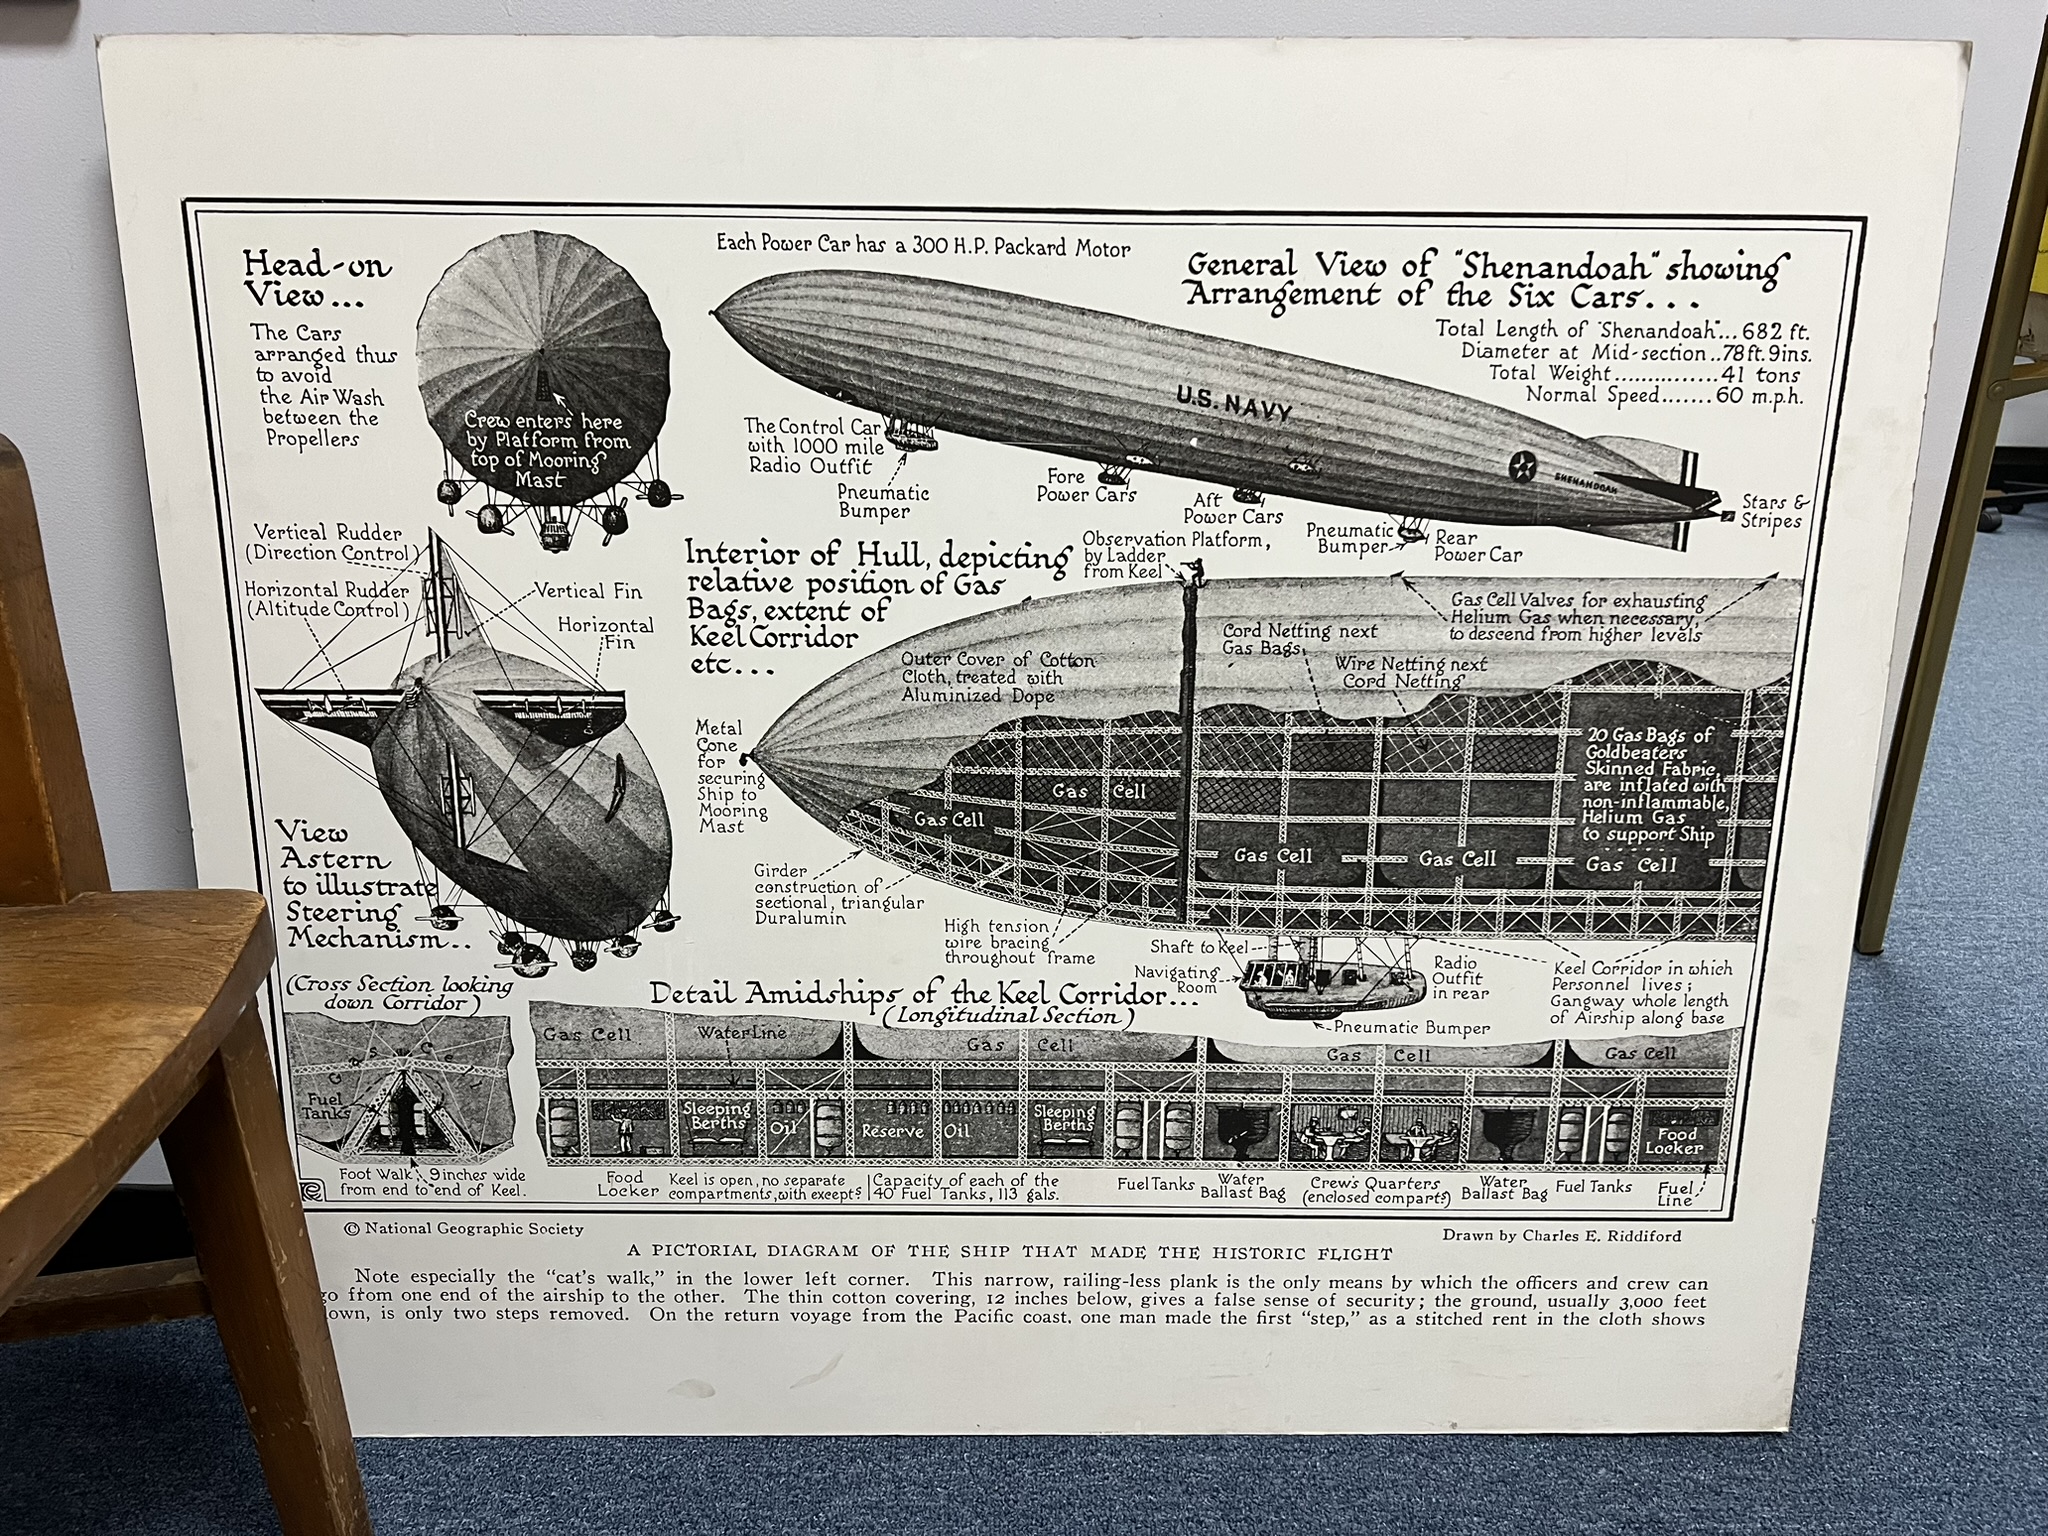 Head-on
View...
The Cars
arranged thus
to avoid
the Air Wash
between the
Propellers
Crew enters here
by Platform from
top of Mooring
Mast
Each Power Car has a 300 H.P. Packard Motor
General View of "Shenandoah" showing
Arrangement of the Six Cars...
Total Length of "Shenandoah"... 682 ft.
Diameter at Mid-section.. 78 ft. 9 ins.
Total Weight.............. 41 tons
Normal Speed....... 60 m.p.h.
U.S. NAVY
SHENANDOAH
The Control Car
with 1000 mile
Radio Outfit
Pneumatic
Bumper
Fore
Power Cars
Aft
Power Cars
Pneumatic
Bumper
Rear
Power Car
Stars &
Stripes
Vertical Rudder
(Direction Control)
Horizontal Rudder
(Altitude Control)
Vertical Fin
Horizontal
Fin
View
Astern
to illustrate
Steering
Mechanism..
Interior of Hull, depicting
relative position of Gas
Bags, extent of
Keel Corridor
etc...
Observation Platform,
by Ladder
from Keel
Gas Cell Valves for exhausting
Helium Gas when necessary,
to descend from higher levels
Cord Netting next
Gas Bags
Wire Netting next
Cord Netting
Outer Cover of Cotton
Cloth, treated with
Aluminized Dope
Metal
Cone
for
securing
Ship to
Mooring
Mast
20 Gas Bags of
Goldbeaters
Skinned Fabric,
are inflated with
non-inflammable,
Helium Gas
to support Ship
Gas Cell
Gas Cell
Gas Cell
Gas Cell
Gas Cell
Girder
construction of
sectional, triangular
Duralumin
High tension
wire bracing
throughout frame
Shaft to Keel
Navigating
Room
Radio
Outfit
in rear
Pneumatic Bumper
Keel Corridor in which
Personnel lives;
Gangway whole length
of Airship along base
(Cross Section looking
down Corridor)
Gas Cell
Fuel
Tanks
Foot Walk, 9 inches wide
from end to end of Keel.
Detail Amidships of the Keel Corridor...
(Longitudinal Section)
Gas Cell
Water Line
Gas Cell
Gas Cell
Gas Cell
Sleeping
Berths
Oil
Reserve Oil
Sleeping
Berths
Food
Locker
Food
Locker
Keel is open, no separate
compartments, with excepts
Capacity of each of the
40 Fuel Tanks, 113 gals.
Fuel Tanks
Water
Ballast Bag
Crew's Quarters
(enclosed comparts)
Water
Ballast Bag
Fuel Tanks
Fuel
Line
© National Geographic Society
Drawn by Charles E. Riddiford
A PICTORIAL DIAGRAM OF THE SHIP THAT MADE THE HISTORIC FLIGHT
Note especially the "cat's walk," in the lower left corner. This narrow, railing-less plank is the only means by which the officers and crew can
go from one end of the airship to the other. The thin cotton covering, 12 inches below, gives a false sense of security; the ground, usually 3,000 feet
down, is only two steps removed. On the return voyage from the Pacific coast, one man made the first "step," as a stitched rent in the cloth shows